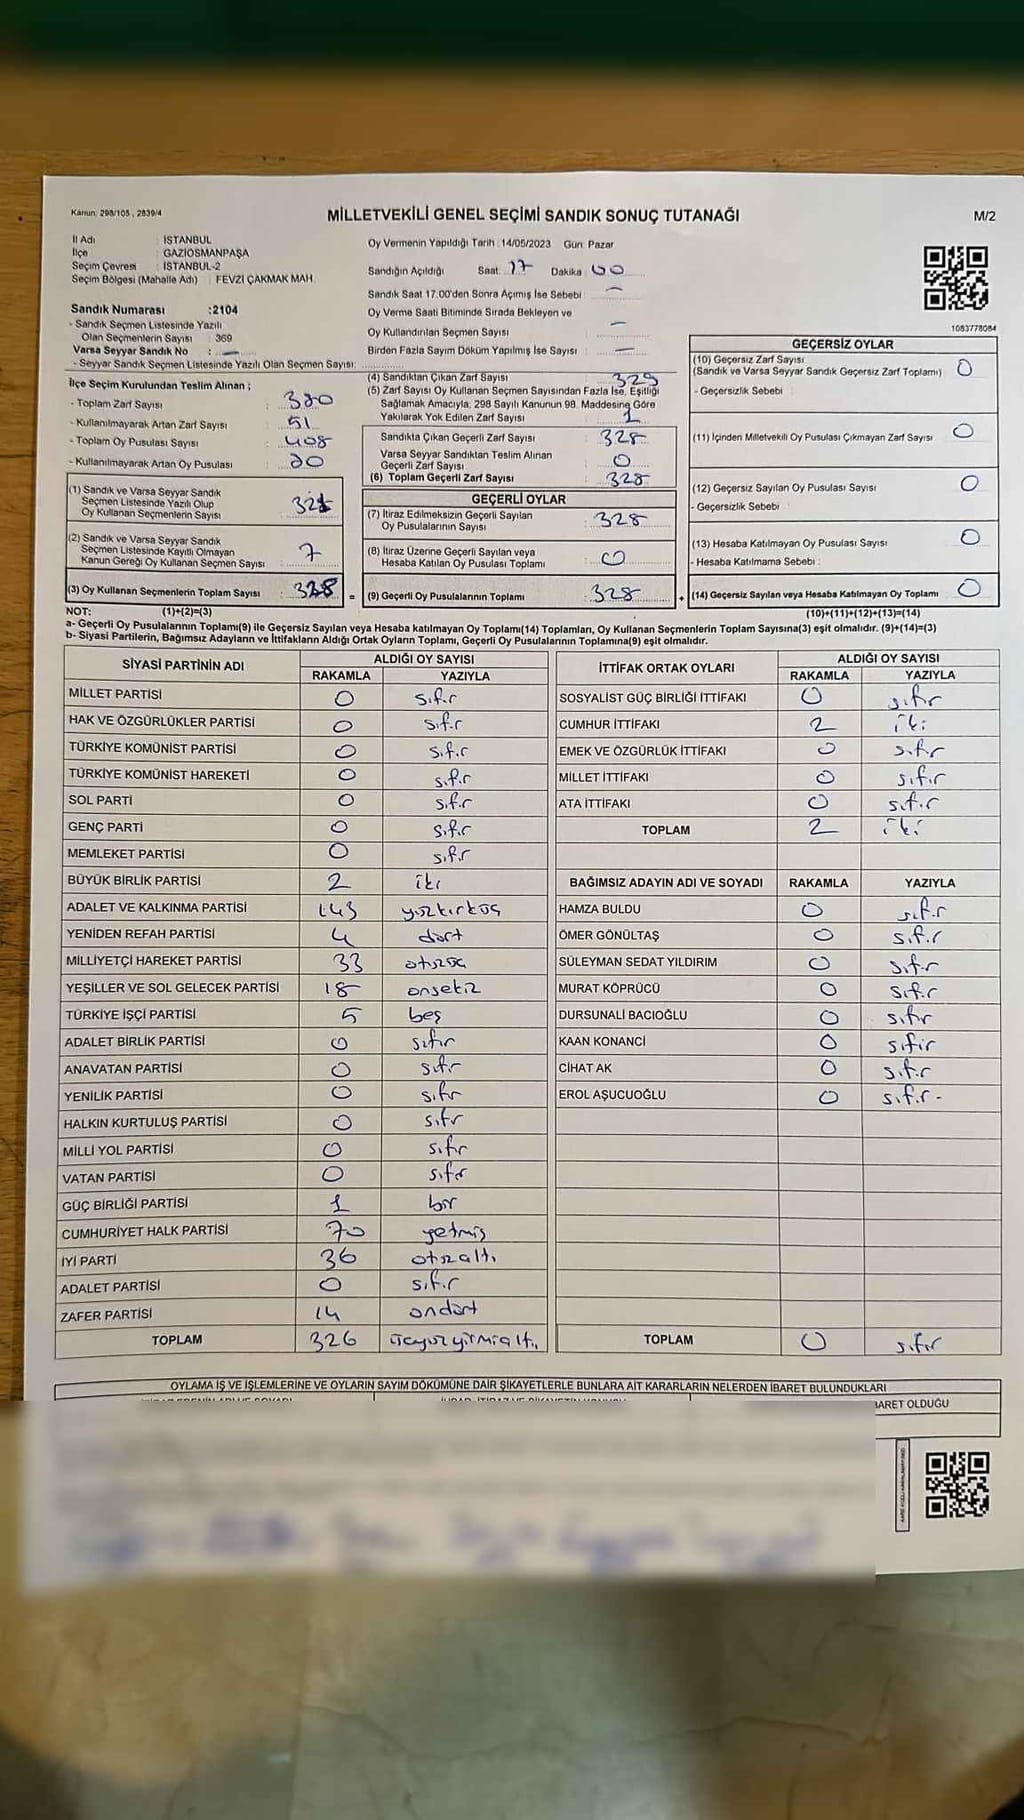 Kanun: 298/105 , 2839/4
MİLLETVEKİLİ GENEL SEÇİMİ SANDIK SONUÇ TUTANAĞI
M/2
İl Adı : İSTANBUL
İlçe : GAZİOSMANPAŞA
Seçim Çevresi : İSTANBUL-2
Seçim Bölgesi (Mahalle Adı) : FEVZİ ÇAKMAK MAH.
Sandık Numarası :2104
- Sandık Seçmen Listesinde Yazılı
Olan Seçmenlerin Sayısı : 369
Varsa Seyyar Sandık No : —
- Seyyar Sandık Seçmen Listesinde Yazılı Olan Seçmen Sayısı:
Oy Vermenin Yapıldığı Tarih :14/05/2023 Gün: Pazar
Sandığın Açıldığı Saat: 17 Dakika 00
Sandık Saat 17.00'den Sonra Açımış İse Sebebi : —
Oy Verme Saati Bitiminde Sırada Bekleyen ve
Oy Kullandırılan Seçmen Sayısı : —
Birden Fazla Sayım Döküm Yapılmış İse Sayısı : —
1083778084
İlçe Seçim Kurulundan Teslim Alınan ;
- Toplam Zarf Sayısı : 380
- Kullanılmayarak Artan Zarf Sayısı : 51
- Toplam Oy Pusulası Sayısı : 408
- Kullanılmayarak Artan Oy Pusulası :
(1) Sandık ve Varsa Seyyar Sandık
Seçmen Listesinde Yazılı Olup
Oy Kullanan Seçmenlerin Sayısı : 321
(2) Sandık ve Varsa Seyyar Sandık
Seçmen Listesinde Kayıtlı Olmayan
Kanun Gereği Oy Kullanan Seçmen Sayısı : 7
(3) Oy Kullanan Seçmenlerin Toplam Sayısı : 328 =
(4) Sandıktan Çıkan Zarf Sayısı : 329
(5) Zarf Sayısı Oy Kullanan Seçmen Sayısından Fazla İse, Eşitliği
Sağlamak Amacıyla, 298 Sayılı Kanunun 98. Maddesine Göre
Yakılarak Yok Edilen Zarf Sayısı : 1
Sandıkta Çıkan Geçerli Zarf Sayısı : 328
Varsa Seyyar Sandıktan Teslim Alınan
Geçerli Zarf Sayısı : 0
(6) Toplam Geçerli Zarf Sayısı : 328
GEÇERLİ OYLAR
(7) İtiraz Edilmeksizin Geçerli Sayılan
Oy Pusulalarının Sayısı : 328
(8) İtiraz Üzerine Geçerli Sayılan veya
Hesaba Katılan Oy Pusulası Toplamı : 0
(9) Geçerli Oy Pusulalarının Toplamı : 328 +
GEÇERSİZ OYLAR
(10) Geçersiz Zarf Sayısı
(Sandık ve Varsa Seyyar Sandık Geçersiz Zarf Toplamı) : 0
- Geçersizlik Sebebi :
(11) İçinden Milletvekili Oy Pusulası Çıkmayan Zarf Sayısı : 0
(12) Geçersiz Sayılan Oy Pusulası Sayısı : 0
- Geçersizlik Sebebi :
(13) Hesaba Katılmayan Oy Pusulası Sayısı : 0
- Hesaba Katılmama Sebebi :
(14) Geçersiz Sayılan veya Hesaba Katılmayan Oy Toplamı : 0
NOT: (1)+(2)=(3)
(10)+(11)+(12)+(13)=(14)
a- Geçerli Oy Pusulalarının Toplamı(9) ile Geçersiz Sayılan veya Hesaba katılmayan Oy Toplamı(14) Toplamları, Oy Kullanan Seçmenlerin Toplam Sayısına(3) eşit olmalıdır. (9)+(14)=(3)
b- Siyasi Partilerin, Bağımsız Adayların ve İttifakların Aldığı Ortak Oyların Toplamı, Geçerli Oy Pusulalarının Toplamına(9) eşit olmalıdır.
SİYASİ PARTİNİN ADI
ALDIĞI OY SAYISI
RAKAMLA YAZIYLA
MİLLET PARTİSİ 0 sıfır
HAK VE ÖZGÜRLÜKLER PARTİSİ 0 sıfır
TÜRKİYE KOMÜNİST PARTİSİ 0 sıfır
TÜRKİYE KOMÜNİST HAREKETİ 0 sıfır
SOL PARTİ 0 sıfır
GENÇ PARTİ 0 sıfır
MEMLEKET PARTİSİ 0 sıfır
BÜYÜK BİRLİK PARTİSİ 2 iki
ADALET VE KALKINMA PARTİSİ 143 yüzkırküç
YENİDEN REFAH PARTİSİ 4 dört
MİLLİYETÇİ HAREKET PARTİSİ 33 otuzüç
YEŞİLLER VE SOL GELECEK PARTİSİ 18 onsekiz
TÜRKİYE İŞÇİ PARTİSİ 5 beş
ADALET BİRLİK PARTİSİ 0 sıfır
ANAVATAN PARTİSİ 0 sıfır
YENİLİK PARTİSİ 0 sıfır
HALKIN KURTULUŞ PARTİSİ 0 sıfır
MİLLİ YOL PARTİSİ 0 sıfır
VATAN PARTİSİ 0 sıfır
GÜÇ BİRLİĞİ PARTİSİ 1 bir
CUMHURİYET HALK PARTİSİ 70 yetmiş
İYİ PARTİ 36 otuzaltı
ADALET PARTİSİ 0 sıfır
ZAFER PARTİSİ 14 ondört
TOPLAM 326 üçyüzyirmialtı
İTTİFAK ORTAK OYLARI
ALDIĞI OY SAYISI
RAKAMLA YAZIYLA
SOSYALİST GÜÇ BİRLİĞİ İTTİFAKI 0 sıfır
CUMHUR İTTİFAKI 2 iki
EMEK VE ÖZGÜRLÜK İTTİFAKI 0 sıfır
MİLLET İTTİFAKI 0 sıfır
ATA İTTİFAKI 0 sıfır
TOPLAM 2 iki
BAĞIMSIZ ADAYIN ADI VE SOYADI RAKAMLA YAZIYLA
HAMZA BULDU 0 sıfır
ÖMER GÖNÜLTAŞ 0 sıfır
SÜLEYMAN SEDAT YILDIRIM 0 sıfır
MURAT KÖPRÜCÜ 0 sıfır
DURSUNALİ BACIOĞLU 0 sıfır
KAAN KONANCİ 0 sıfır
CİHAT AK 0 sıfır
EROL AŞUCUOĞLU 0 sıfır-
TOPLAM 0 sıfır
OYLAMA İŞ VE İŞLEMLERİNE VE OYLARIN SAYIM DÖKÜMÜNE DAİR ŞİKAYETLERLE BUNLARA AİT KARARLARIN NELERDEN İBARET BULUNDUKLARI
BARET OLDUĞU